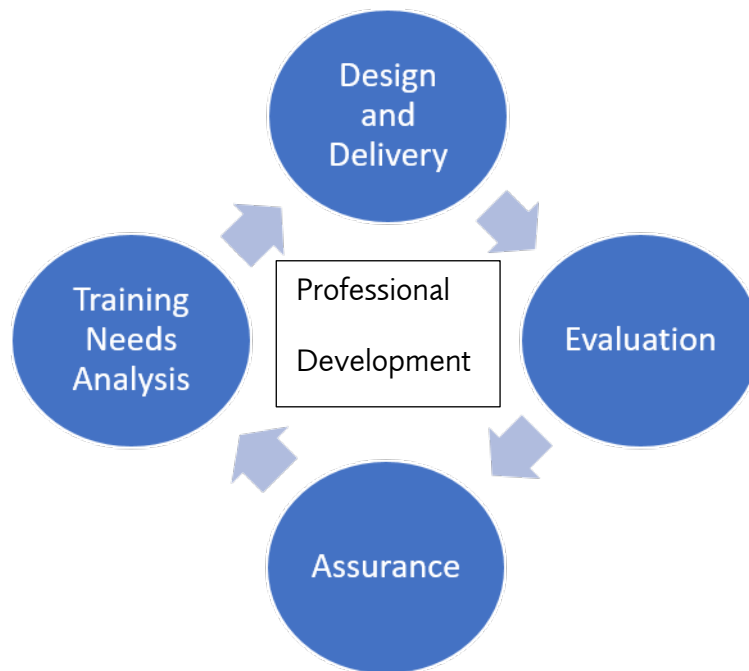 Design
and
Delivery
Training
Needs
Analysis
Professional
Development
Evaluation
Assurance